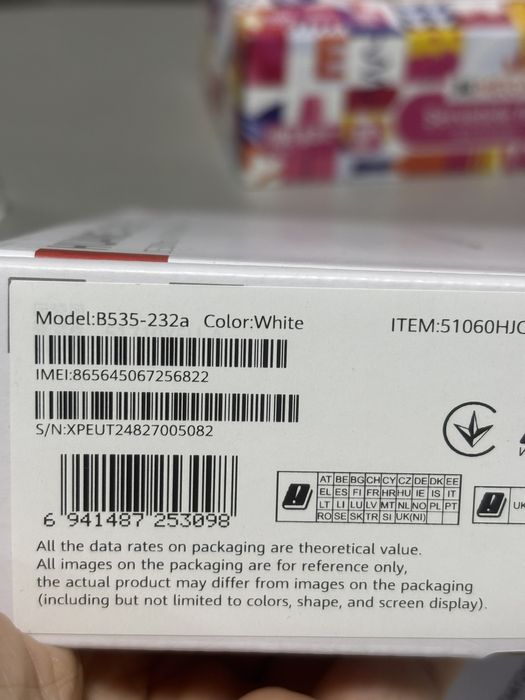 Model:B535-232a Color:White
ITEM:51060HJC
IMEI:865645067256822
S/N:XPEUT24827005082
AT BE BG CH CY CZ DE DK EE
EL ES FI FR HR HU IE IS IT
LT LI LU LV MT NL NO PL PT
RO SE SK TR SI UK(NI)
UK
6 941487 253098
All the data rates on packaging are theoretical value.
All images on the packaging are for reference only,
the actual product may differ from images on the packaging
(including but not limited to colors, shape, and screen display).